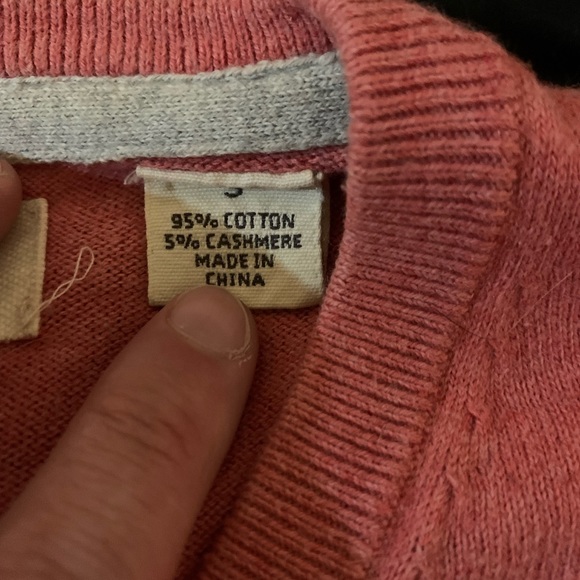 S
95% COTTON
5% CASHMERE
MADE IN
CHINA